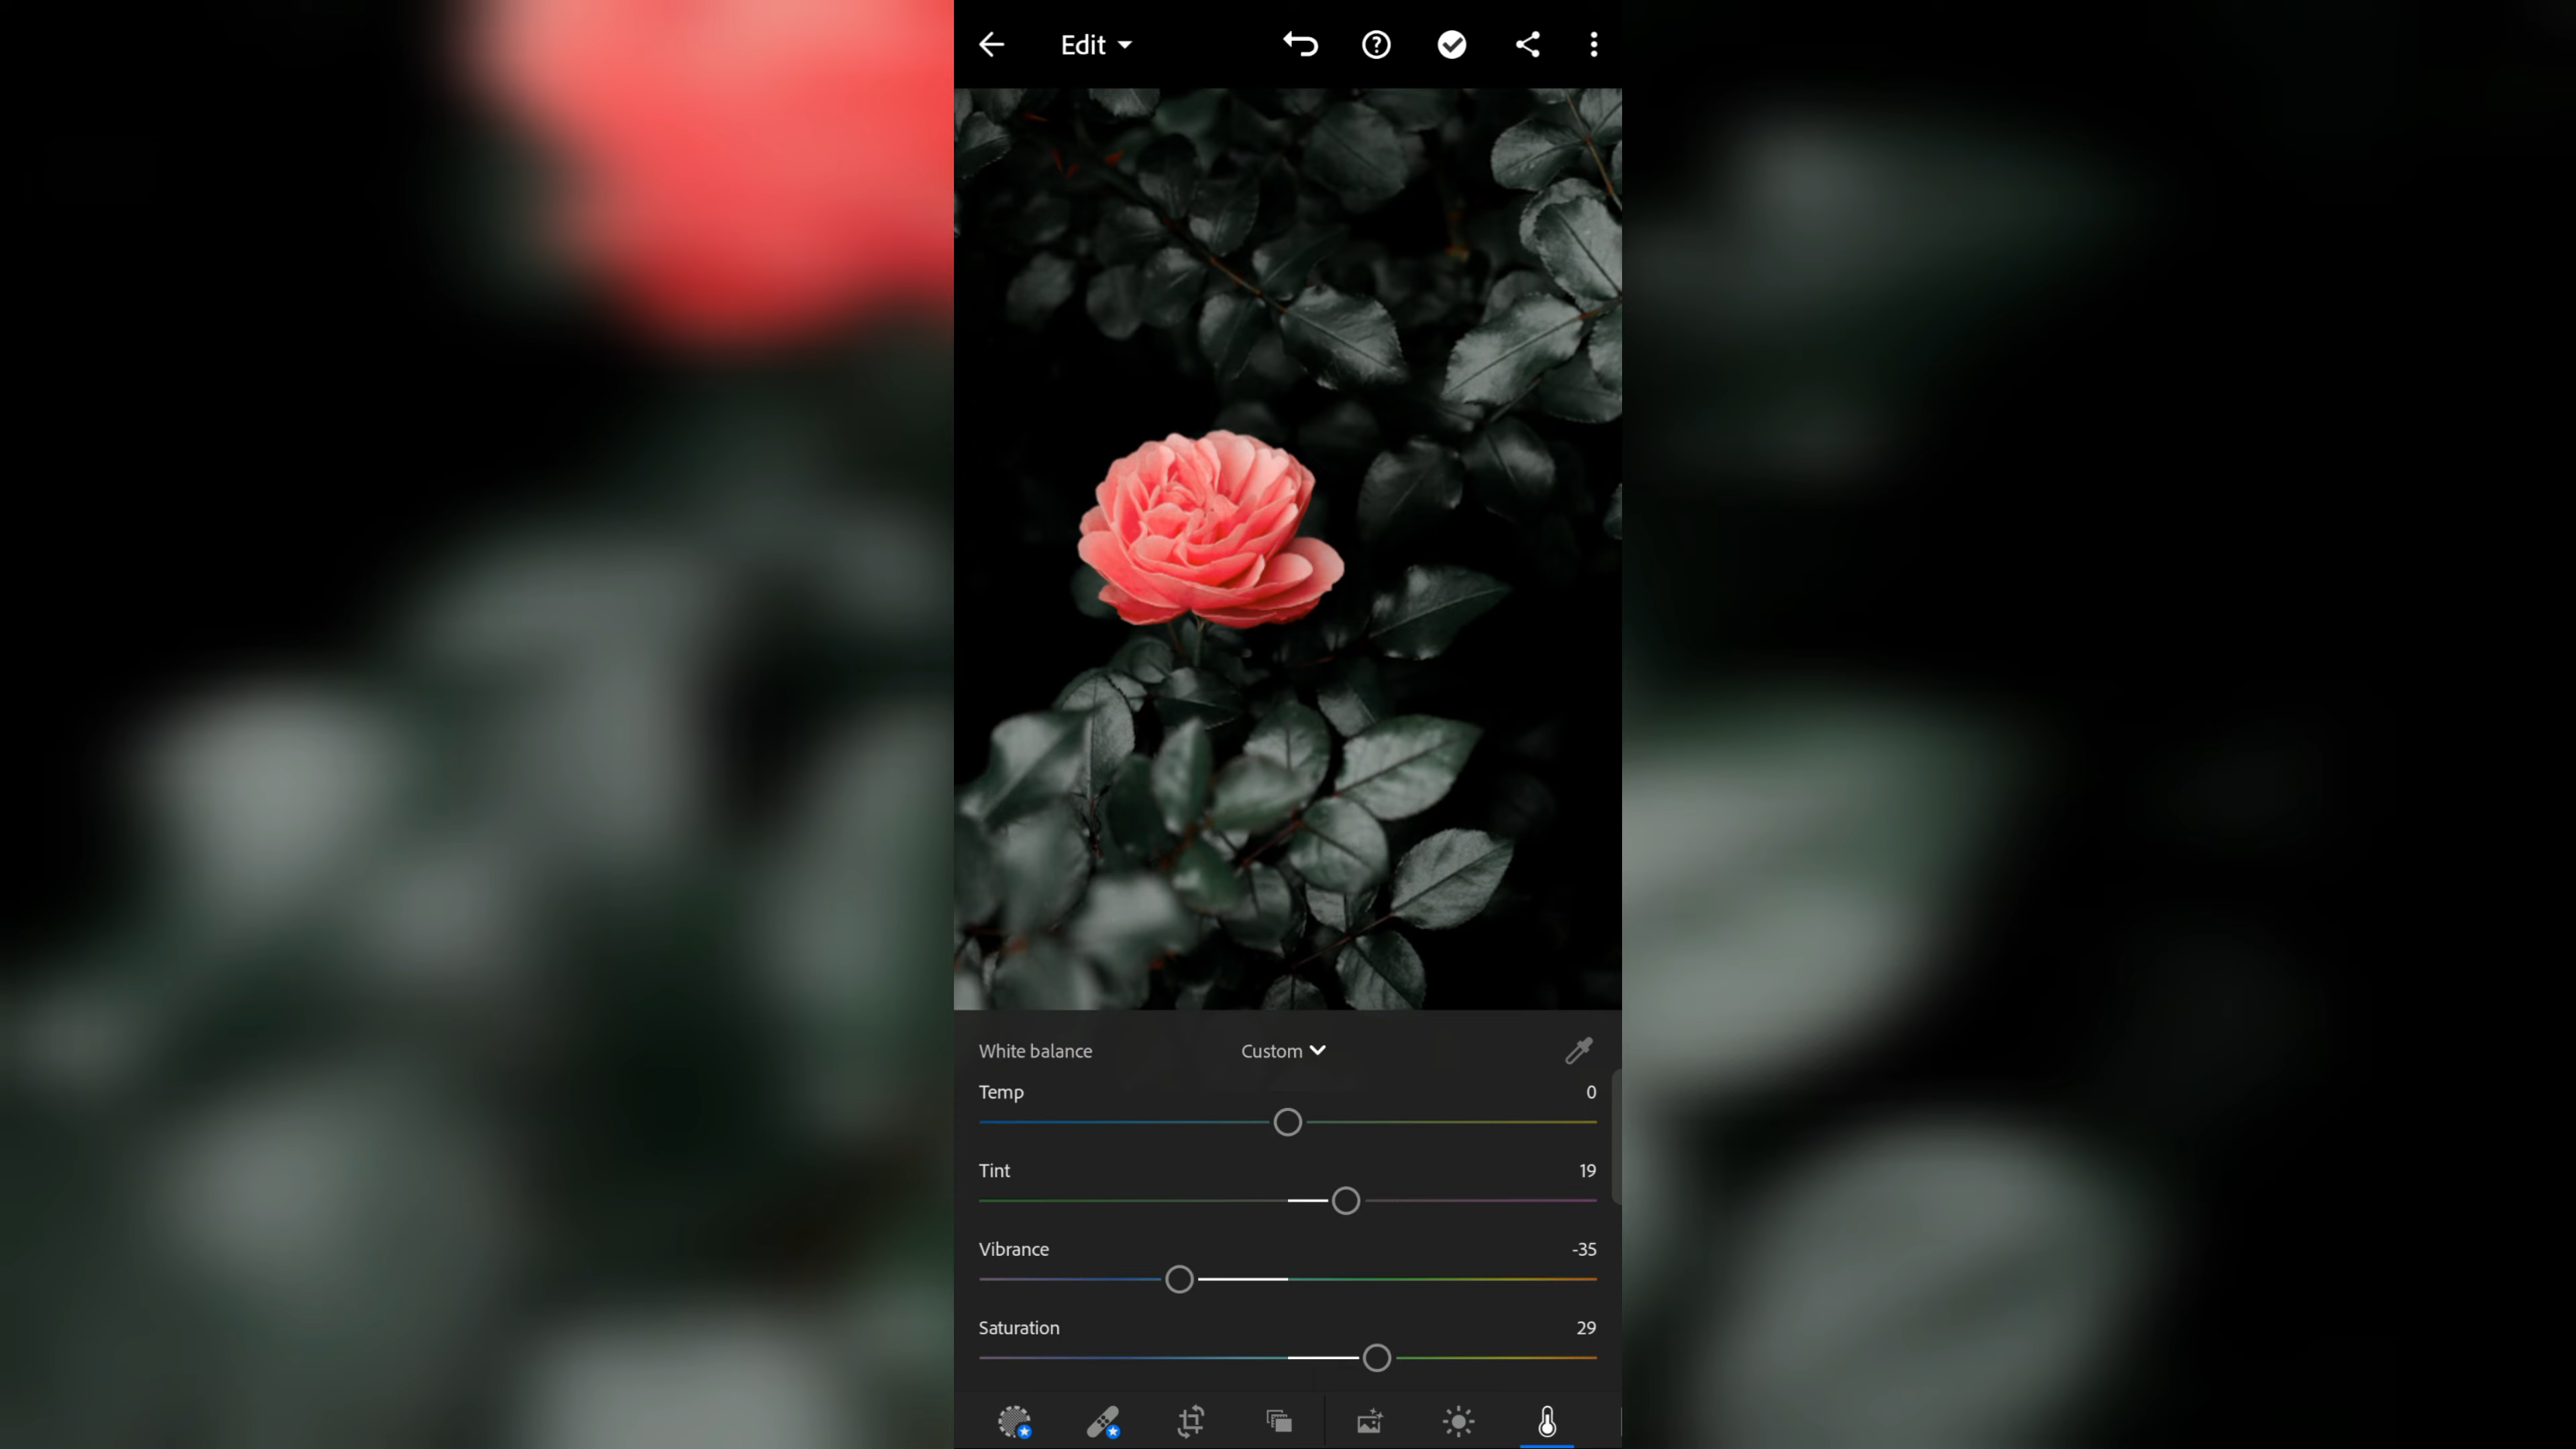 Edit
White balance Custom
Temp 0
Tint 19
Vibrance -35
Saturation 29